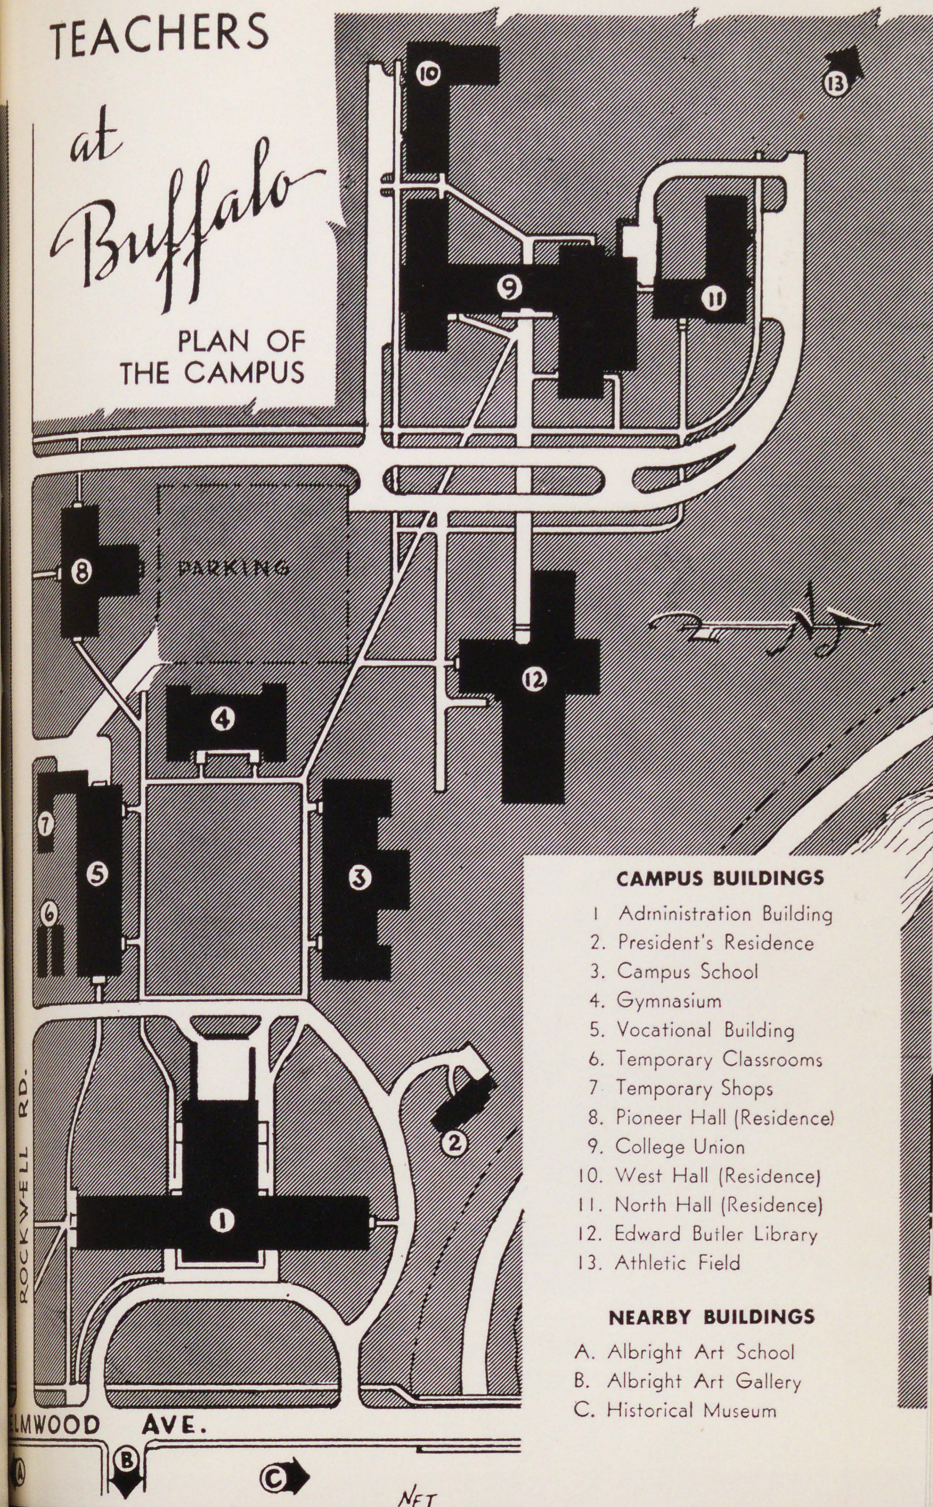 TEACHERS
at
Buffalo
PLAN OF
THE CAMPUS
10
13
9
11
8
PARKING
N
12
4
7
5
3
6
2
1
ROCKWELL RD.
CAMPUS BUILDINGS
1 Administration Building
2. President's Residence
3. Campus School
4. Gymnasium
5. Vocational Building
6. Temporary Classrooms
7 Temporary Shops
8. Pioneer Hall (Residence)
9. College Union
10. West Hall (Residence)
11. North Hall (Residence)
12. Edward Butler Library
13. Athletic Field
NEARBY BUILDINGS
A. Albright Art School
B. Albright Art Gallery
C. Historical Museum
ELMWOOD AVE.
A
B
C
NFT